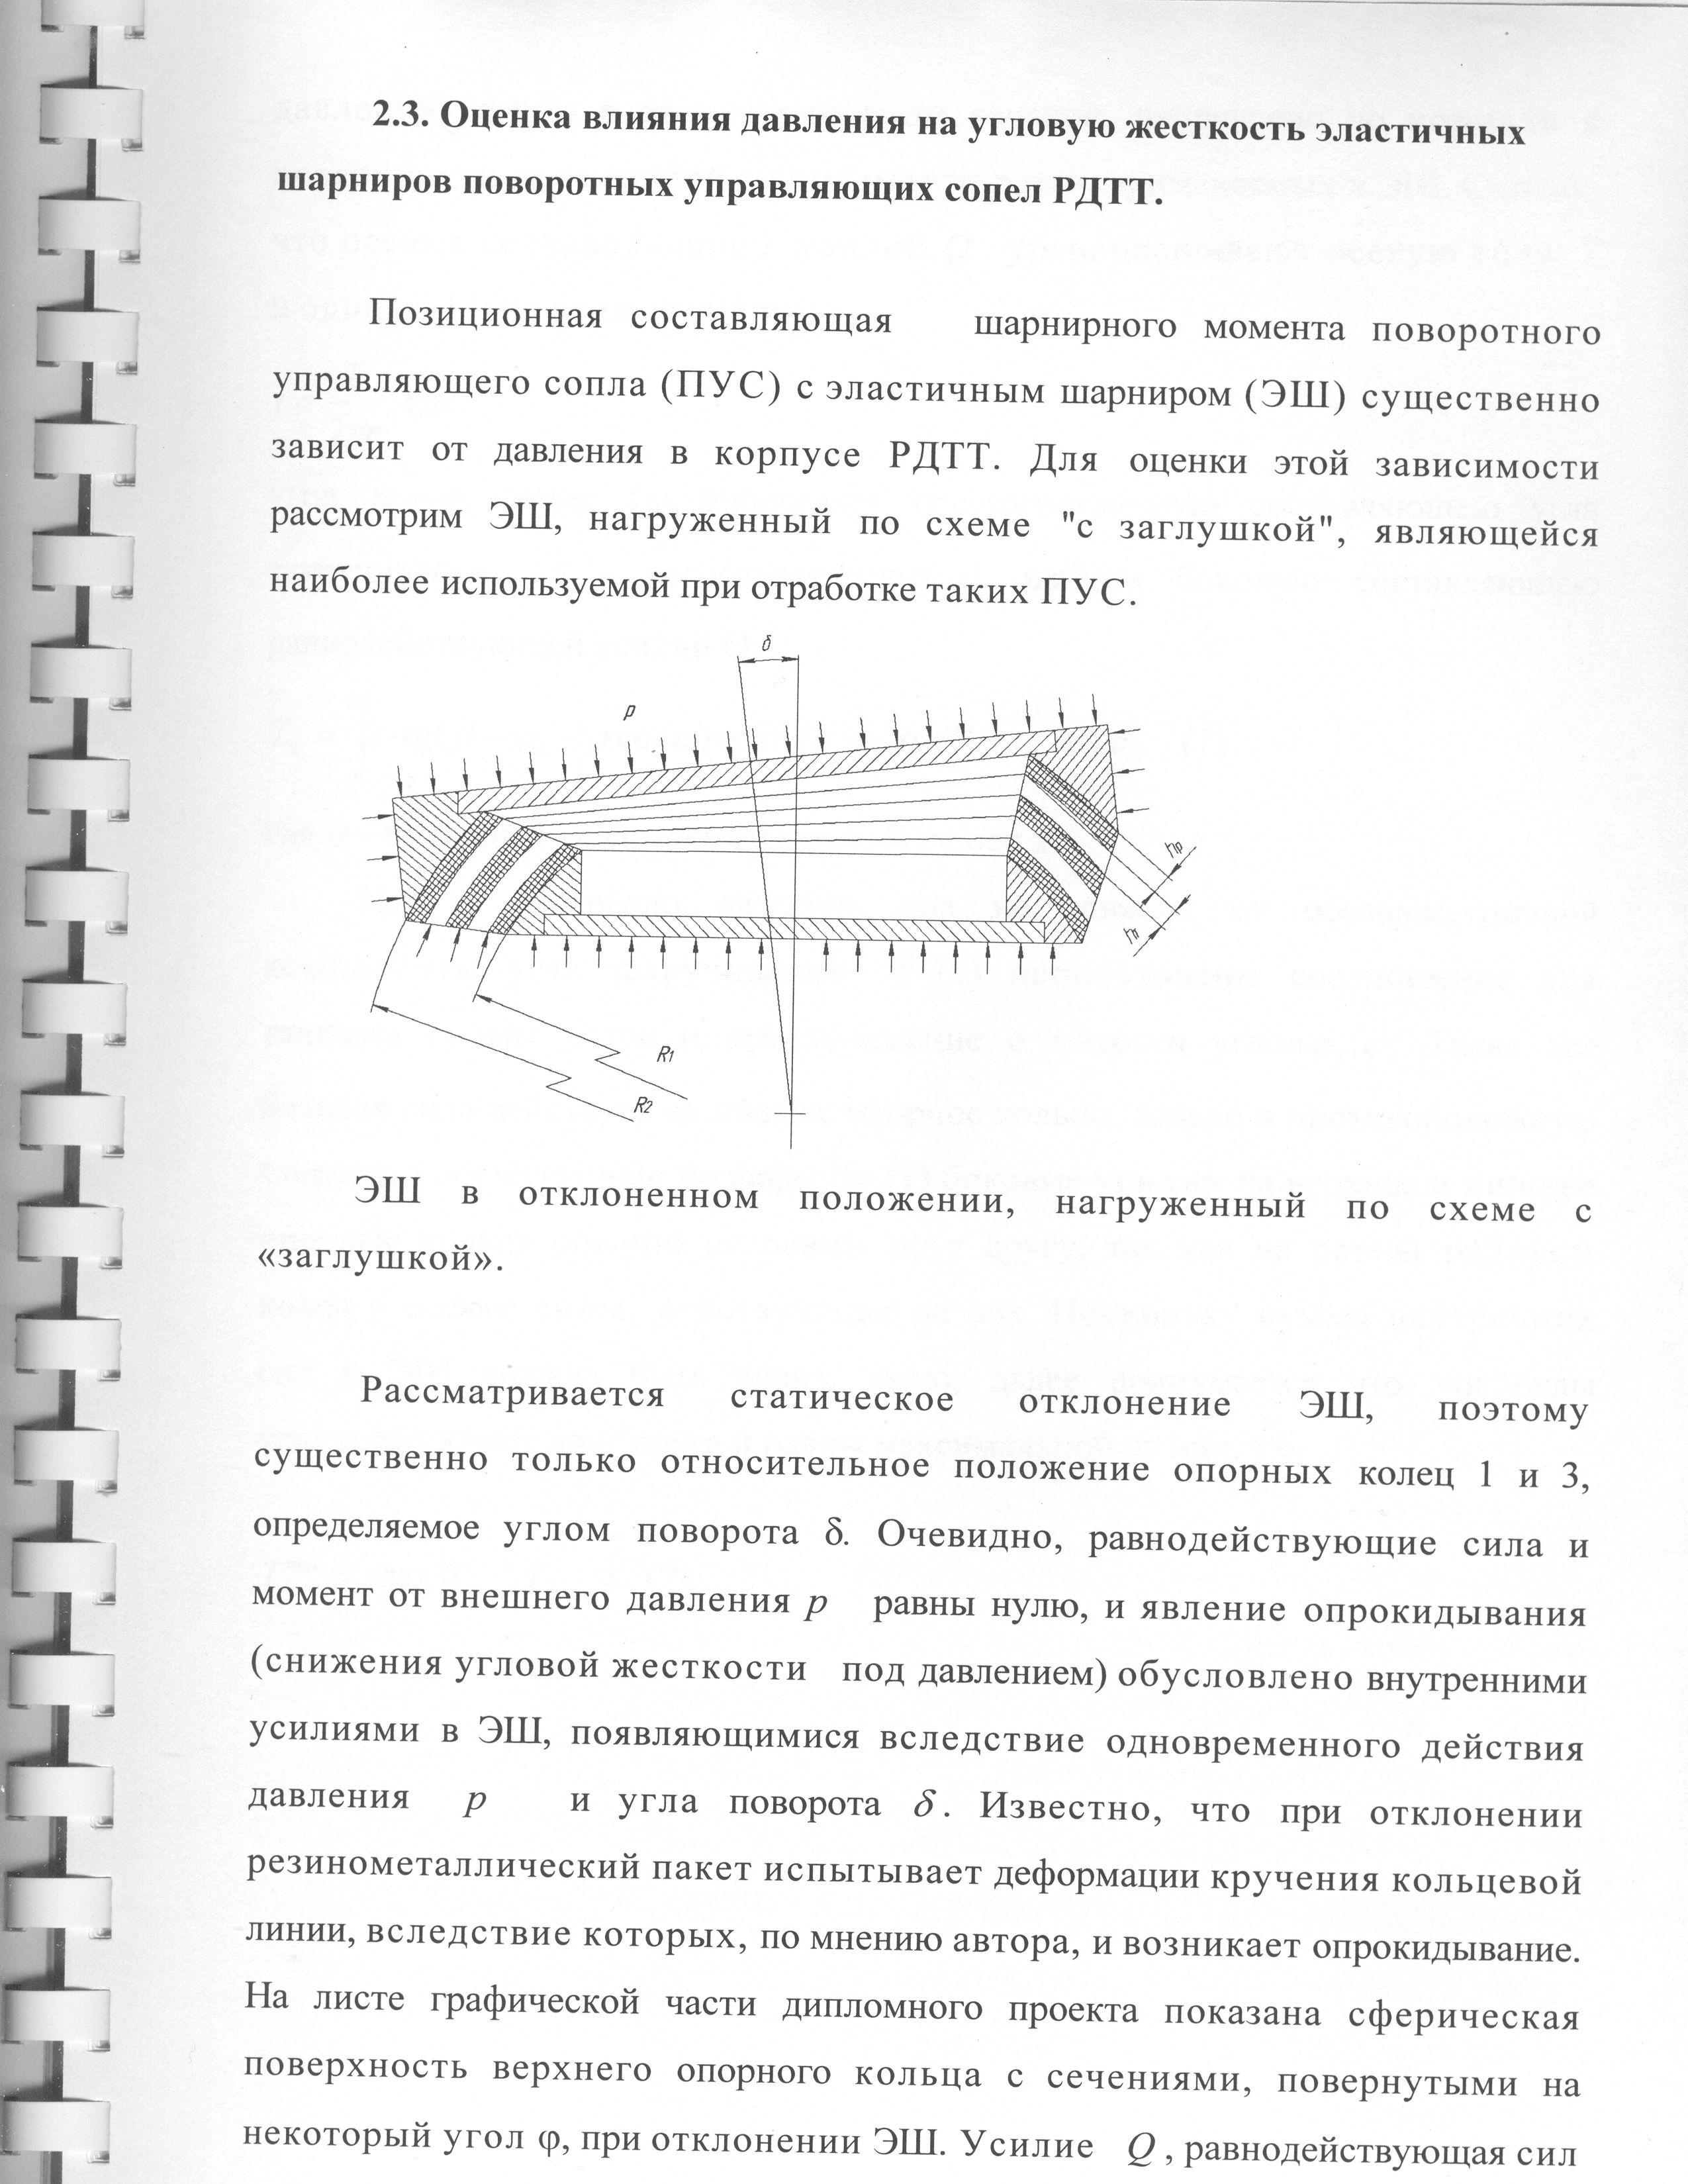 2.3. Оценка влияния давления на угловую жесткость эластичных
шарниров поворотных управляющих сопел РДТТ.
Позиционная составляющая шарнирного момента поворотного
управляющего сопла (ПУС) с эластичным шарниром (ЭШ) существенно
зависит от давления в корпусе РДТТ. Для оценки этой зависимости
рассмотрим ЭШ, нагруженный по схеме "с заглушкой", являющейся
наиболее используемой при отработке таких ПУС.
δ
p
hр
hп
R1
R2
ЭШ в отклоненном положении, нагруженный по схеме с
«заглушкой».
Рассматривается статическое отклонение ЭШ, поэтому
существенно только относительное положение опорных колец 1 и 3,
определяемое углом поворота δ. Очевидно, равнодействующие сила и
момент от внешнего давления p равны нулю, и явление опрокидывания
(снижения угловой жесткости под давлением) обусловлено внутренними
усилиями в ЭШ, появляющимися вследствие одновременного действия
давления p и угла поворота δ. Известно, что при отклонении
резинометаллический пакет испытывает деформации кручения кольцевой
линии, вследствие которых, по мнению автора, и возникает опрокидывание.
На листе графической части дипломного проекта показана сферическая
поверхность верхнего опорного кольца с сечениями, повернутыми на
некоторый угол φ, при отклонении ЭШ. Усилие Q, равнодействующая сил